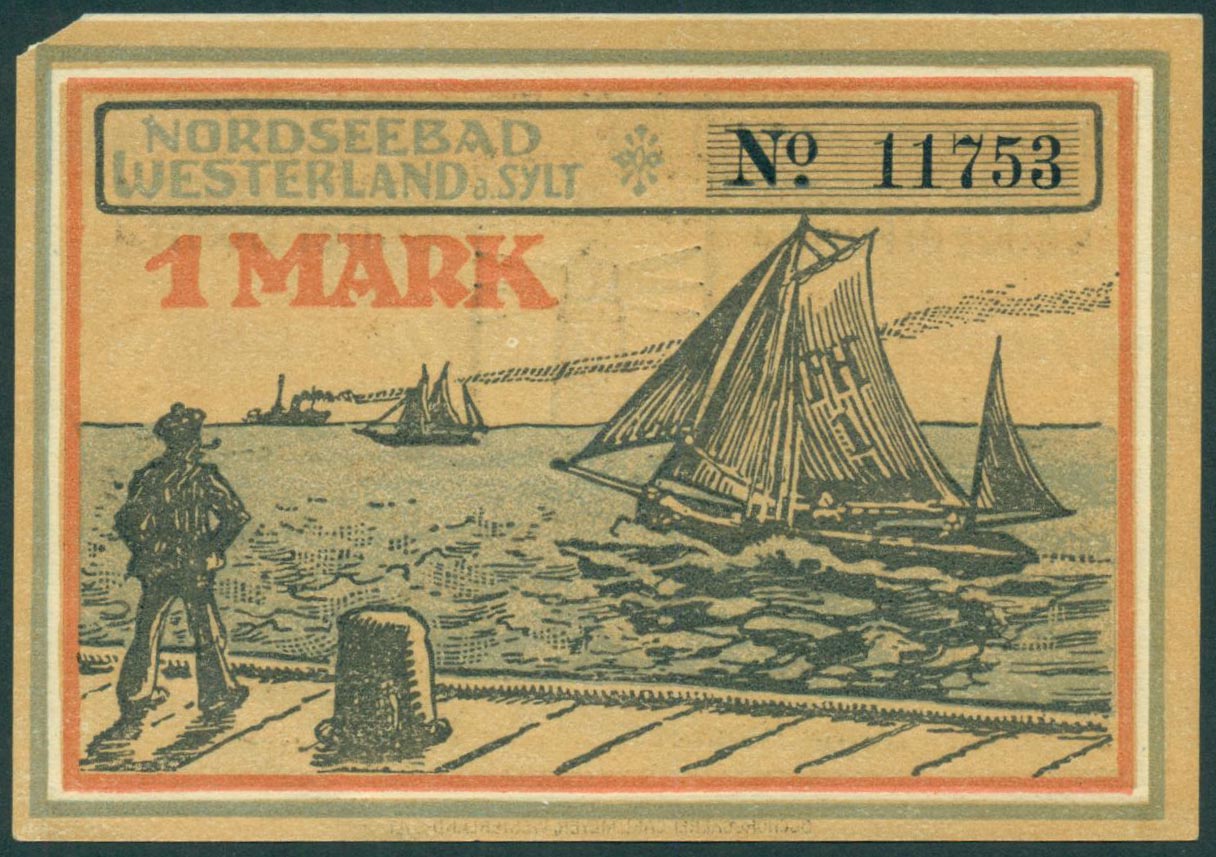 NORDSEEBAD
WESTERLAND a. SYLT
No. 11753
1 MARK